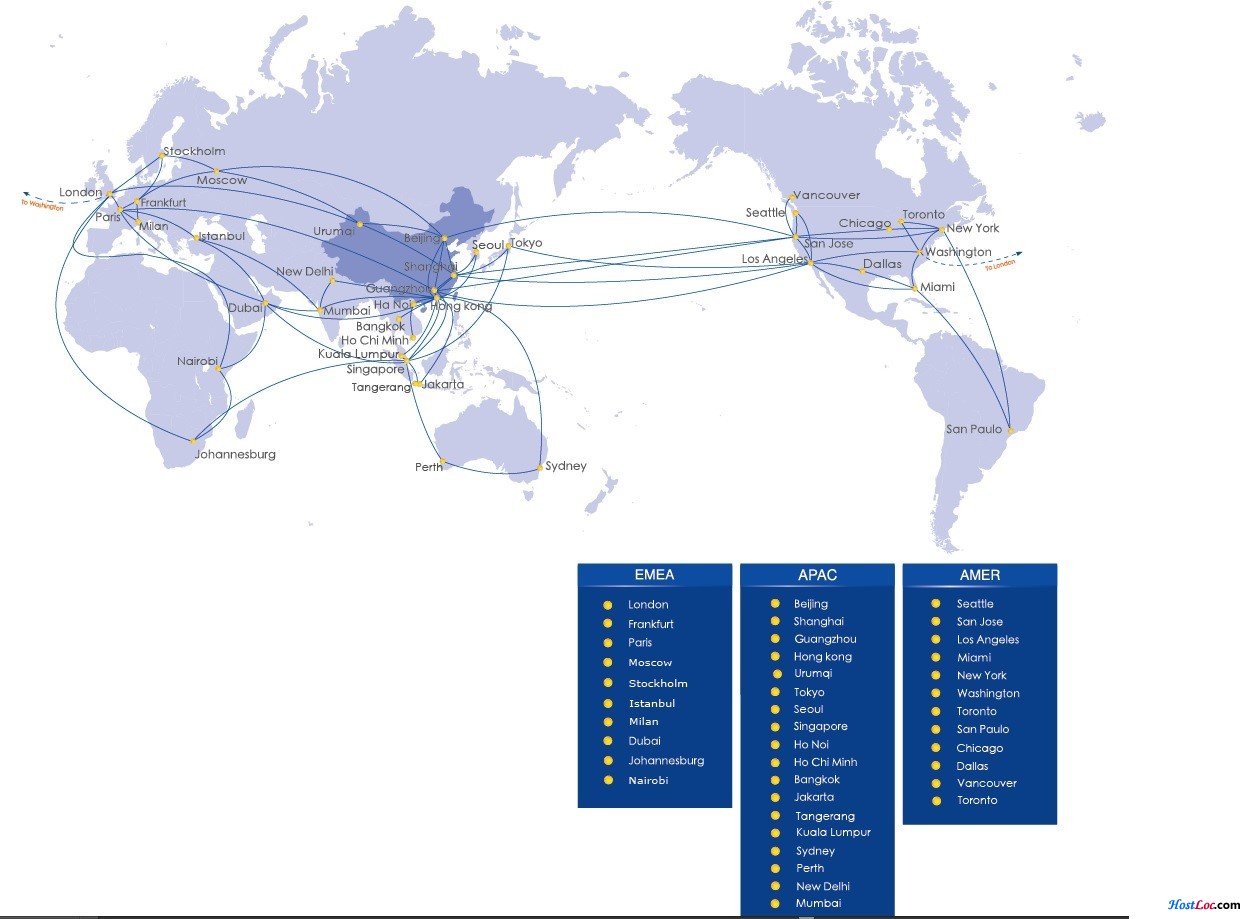 Stockholm
Moscow
London
To Washington
Frankfurt
Paris
Milan
Istanbul
Urumqi
Beijing
Seoul
Tokyo
Shanghai
New Delhi
Guangzhou
Dubai
Mumbai
Ha Noi
Hong kong
Bangkok
Ho Chi Minh
Kuala Lumpur
Singapore
Nairobi
Tangerang
Jakarta
Johannesburg
Perth
Sydney
Vancouver
Seattle
Chicago
Toronto
New York
San Jose
Los Angeles
Dallas
Washington
To London
Miami
San Paulo
EMEA
London
Frankfurt
Paris
Moscow
Stockholm
Istanbul
Milan
Dubai
Johannesburg
Nairobi
APAC
Beijing
Shanghai
Guangzhou
Hong kong
Urumqi
Tokyo
Seoul
Singapore
Ho Noi
Ho Chi Minh
Bangkok
Jakarta
Tangerang
Kuala Lumpur
Sydney
Perth
New Delhi
Mumbai
AMER
Seattle
San Jose
Los Angeles
Miami
New York
Washington
Toronto
San Paulo
Chicago
Dallas
Vancouver
Toronto
HostLoc.com